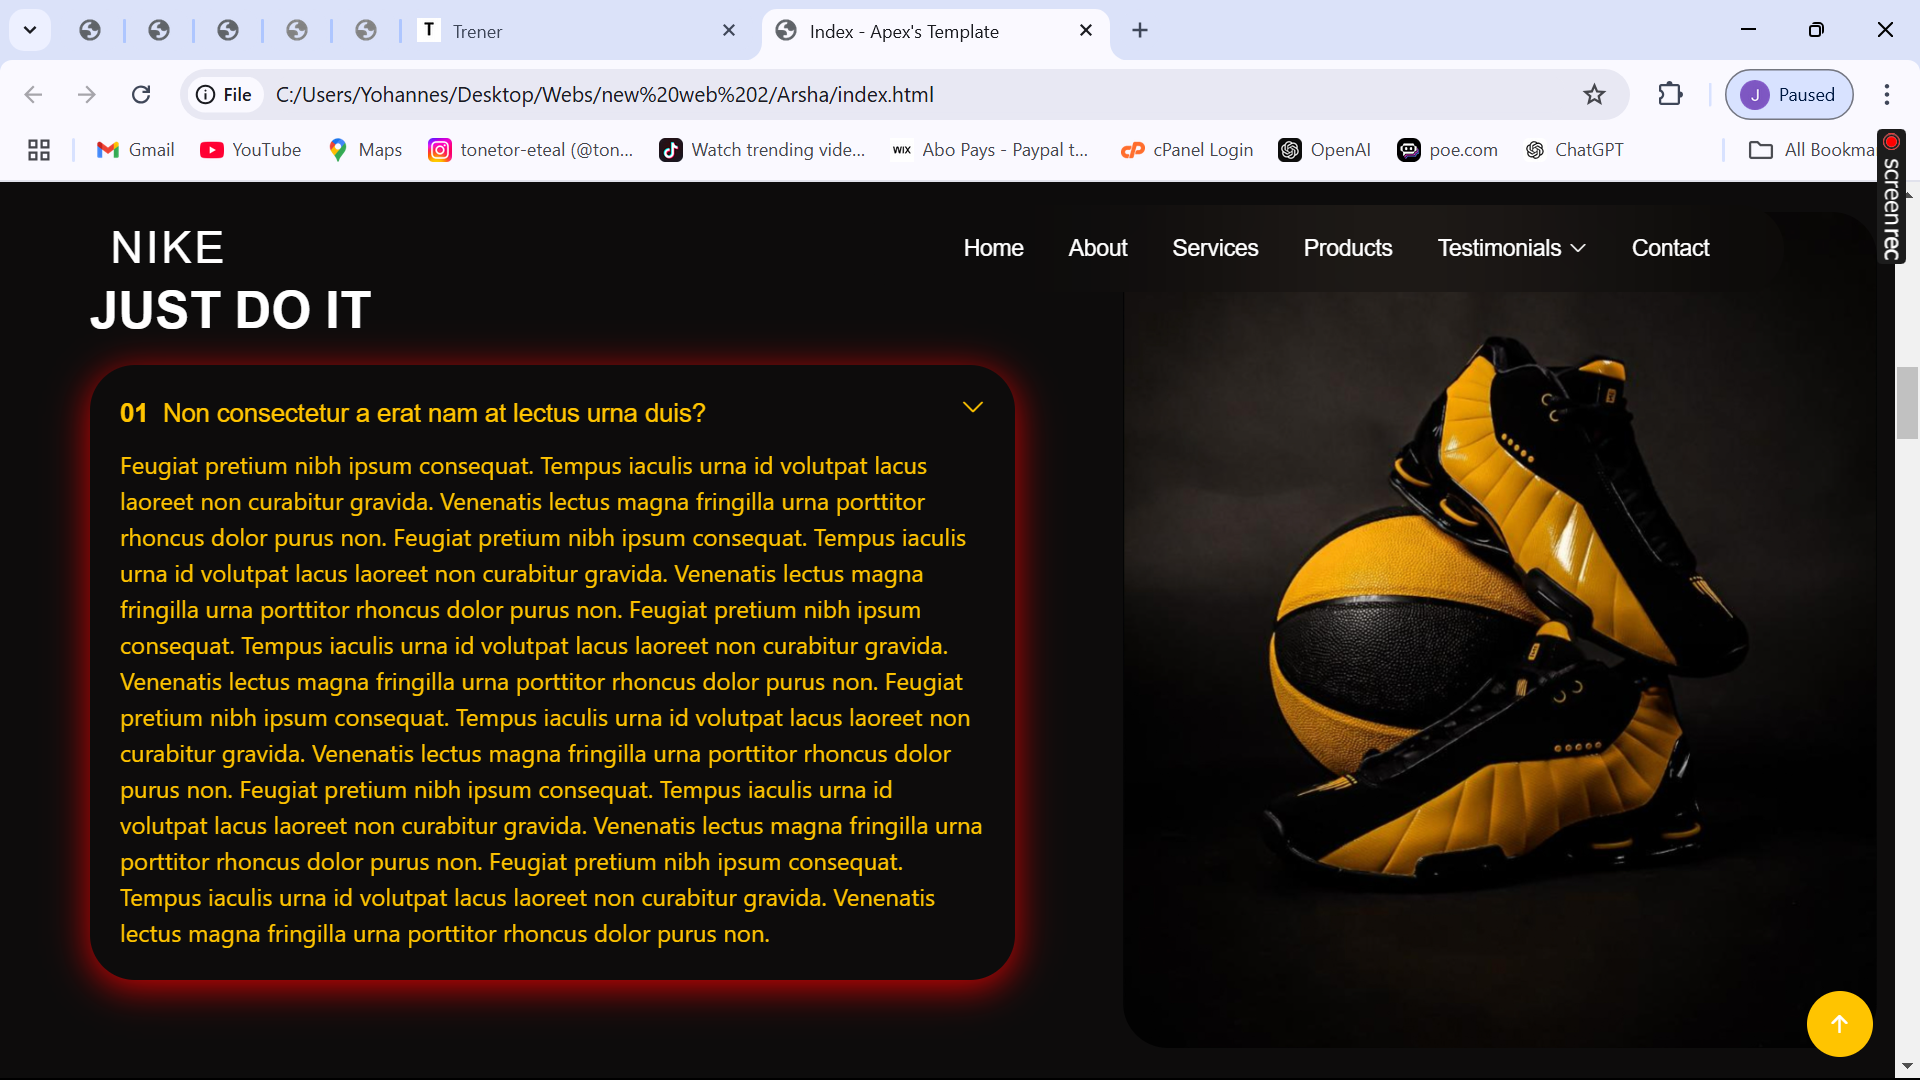 T Trener
Index - Apex's Template
File C:/Users/Yohannes/Desktop/Webs/new%20web%202/Arsha/index.html
J Paused
Gmail YouTube Maps tonetor-eteal (@ton... Watch trending vide... WIX Abo Pays - Paypal t... cP cPanel Login OpenAI poe.com ChatGPT All Bookma
screen rec
NIKE
Home About Services Products Testimonials Contact
JUST DO IT
01 Non consectetur a erat nam at lectus urna duis?
Feugiat pretium nibh ipsum consequat. Tempus iaculis urna id volutpat lacus
laoreet non curabitur gravida. Venenatis lectus magna fringilla urna porttitor
rhoncus dolor purus non. Feugiat pretium nibh ipsum consequat. Tempus iaculis
urna id volutpat lacus laoreet non curabitur gravida. Venenatis lectus magna
fringilla urna porttitor rhoncus dolor purus non. Feugiat pretium nibh ipsum
consequat. Tempus iaculis urna id volutpat lacus laoreet non curabitur gravida.
Venenatis lectus magna fringilla urna porttitor rhoncus dolor purus non. Feugiat
pretium nibh ipsum consequat. Tempus iaculis urna id volutpat lacus laoreet non
curabitur gravida. Venenatis lectus magna fringilla urna porttitor rhoncus dolor
purus non. Feugiat pretium nibh ipsum consequat. Tempus iaculis urna id
volutpat lacus laoreet non curabitur gravida. Venenatis lectus magna fringilla urna
porttitor rhoncus dolor purus non. Feugiat pretium nibh ipsum consequat.
Tempus iaculis urna id volutpat lacus laoreet non curabitur gravida. Venenatis
lectus magna fringilla urna porttitor rhoncus dolor purus non.